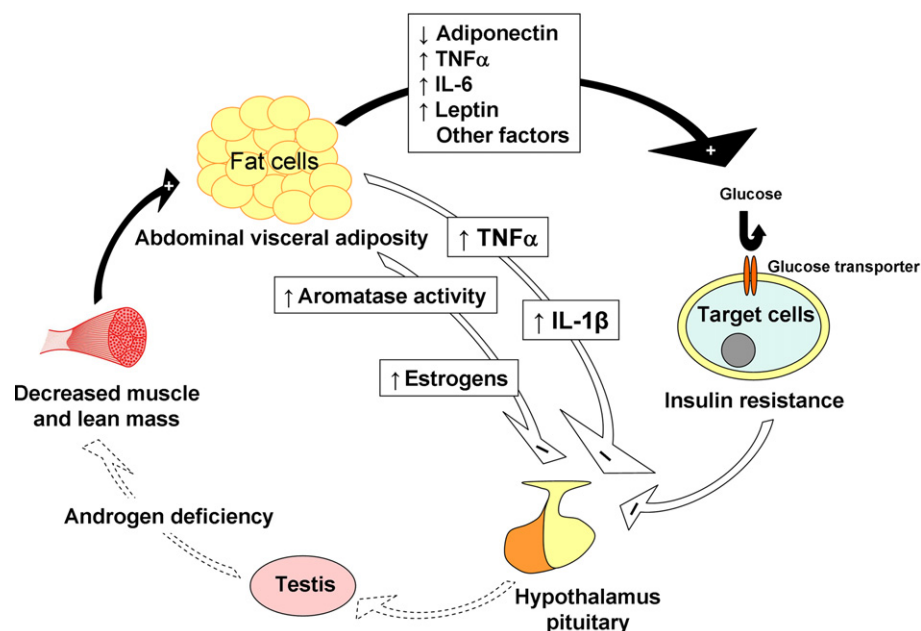 ↓ Adiponectin
↑ TNFα
↑ IL-6
↑ Leptin
Other factors
+
+
Fat cells
Abdominal visceral adiposity
↑ TNFα
↑ Aromatase activity
↑ IL-1β
↑ Estrogens
Glucose
Glucose transporter
Target cells
Insulin resistance
Decreased muscle
and lean mass
−
−
−
Androgen deficiency
Testis
Hypothalamus
pituitary